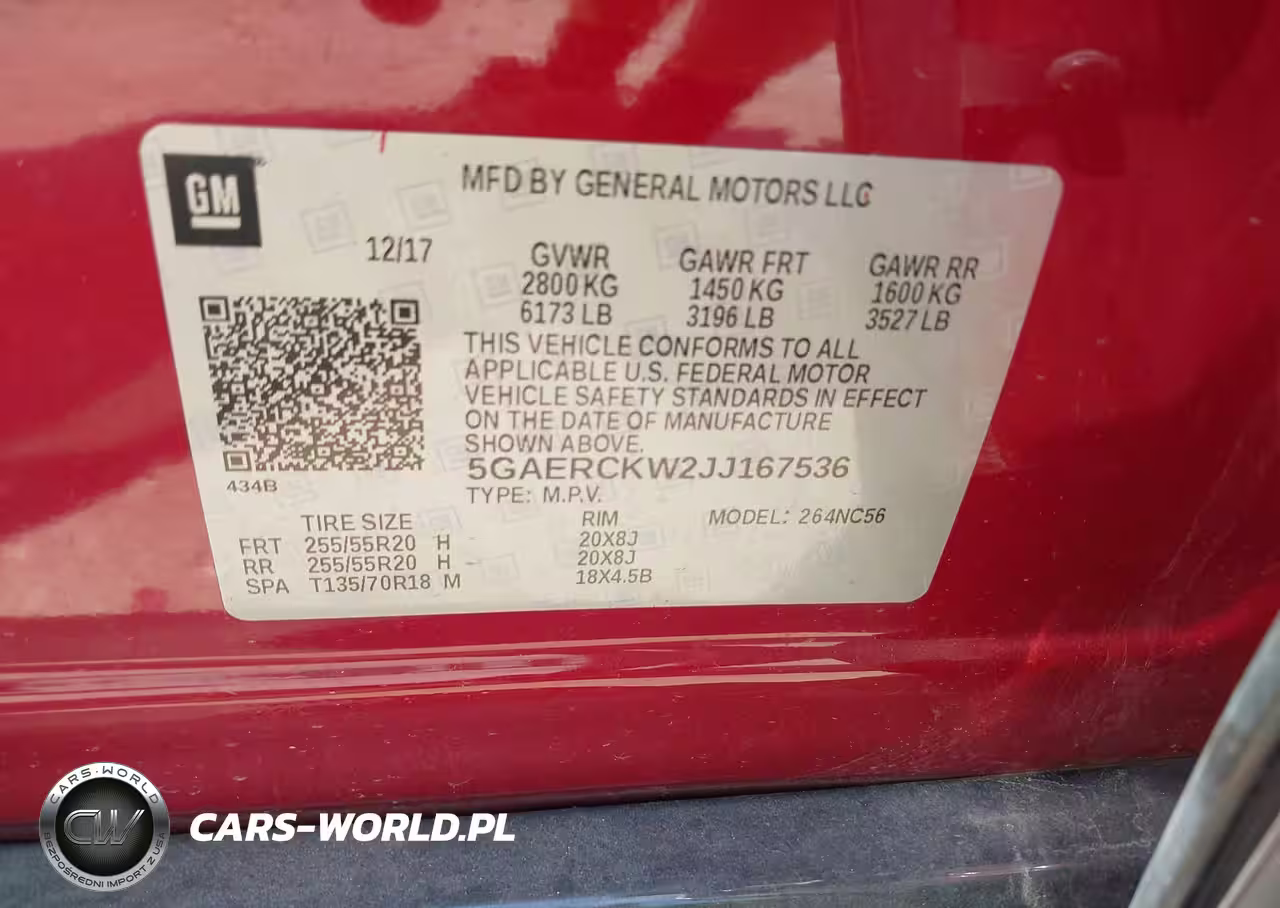 GM
MFD BY GENERAL MOTORS LLC
12/17
GVWR GAWR FRT GAWR RR
2800 KG 1450 KG 1600 KG
6173 LB 3196 LB 3527 LB
THIS VEHICLE CONFORMS TO ALL
APPLICABLE U.S. FEDERAL MOTOR
VEHICLE SAFETY STANDARDS IN EFFECT
ON THE DATE OF MANUFACTURE
SHOWN ABOVE.
5GAERCKW2JJ167536
434B
TYPE: M.P.V.
TIRE SIZE RIM MODEL: 264NC56
FRT 255/55R20 H 20X8J
RR 255/55R20 H 20X8J
SPA T135/70R18 M 18X4.5B
CARS-WORLD
CW
BEZPOŚREDNI IMPORT Z USA
CARS-WORLD.PL